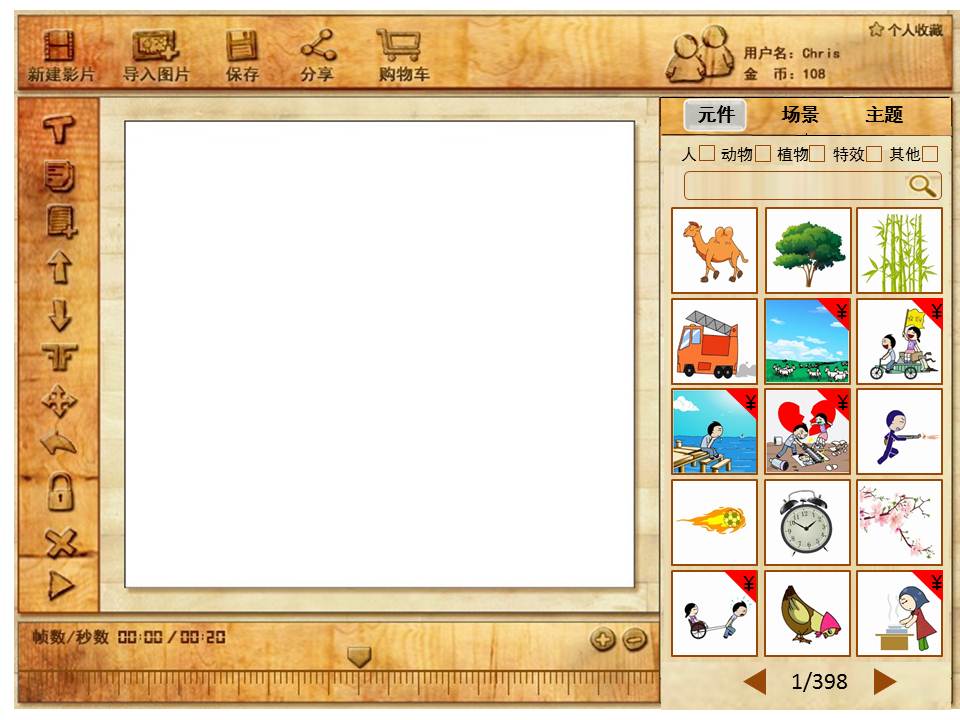 新建影片 导入图片 保存 分享 购物车
个人收藏
用户名：Chris
金 币：108
元件 场景 主题
人 动物 植物 特效 其他
¥
¥
¥
¥
¥
¥
帧数/秒数 00:00 / 00:20
1/398